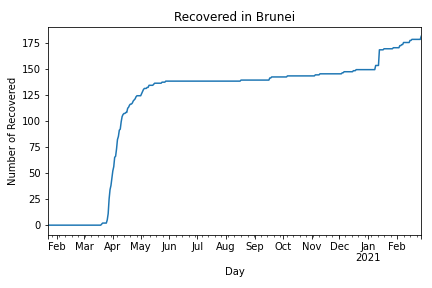 Recovered in Brunei
Number of Recovered
175
150
125
100
75
50
25
0
Feb Mar Apr May Jun Jul Aug Sep Oct Nov Dec Jan Feb
2021
Day